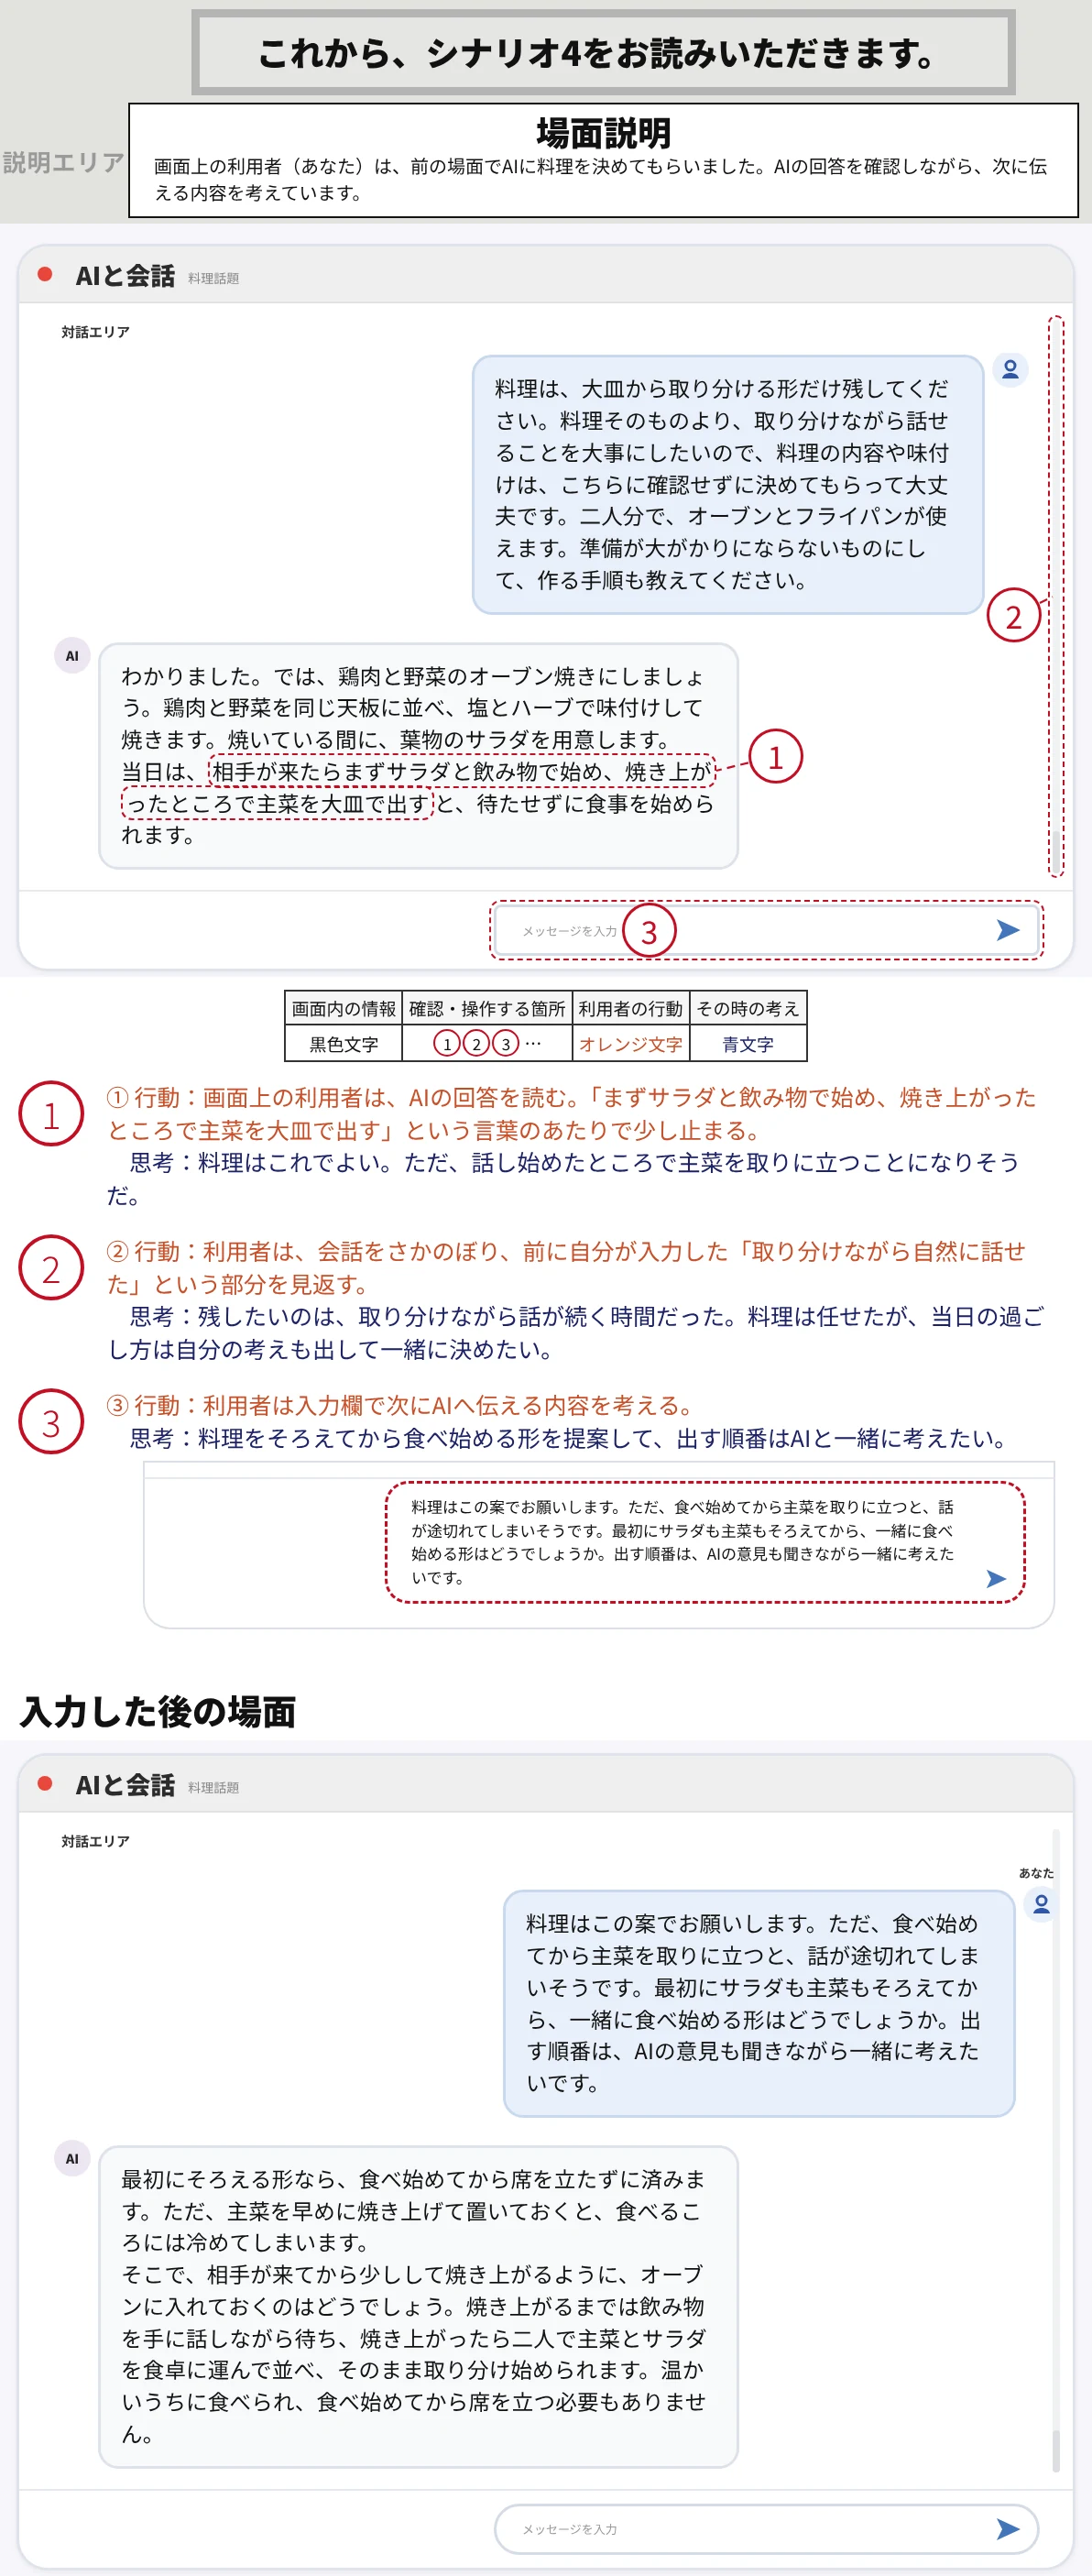 これから、シナリオ4をお読みいただきます。
説明エリア
場面説明
画面上の利用者（あなた）は、前の場面でAIに料理を決めてもらいました。AIの回答を確認しながら、次に伝
える内容を考えています。
AIと会話 料理話題
対話エリア
料理は、大皿から取り分ける形だけ残してくだ
さい。料理そのものより、取り分けながら話せ
ることを大事にしたいので、料理の内容や味付
けは、こちらに確認せずに決めてもらって大丈
夫です。二人分で、オーブンとフライパンが使
えます。準備が大がかりにならないものにし
て、作る手順も教えてください。
2
AI
わかりました。では、鶏肉と野菜のオーブン焼きにしましょ
う。鶏肉と野菜を同じ天板に並べ、塩とハーブで味付けして
焼きます。焼いている間に、葉物のサラダを用意します。
当日は、相手が来たらまずサラダと飲み物で始め、焼き上が
ったところで主菜を大皿で出すと、待たせずに食事を始めら
れます。
1
メッセージを入力
3
画面内の情報 確認・操作する箇所 利用者の行動 その時の考え
黒色文字 1 2 3 … オレンジ文字 青文字
1
① 行動：画面上の利用者は、AIの回答を読む。「まずサラダと飲み物で始め、焼き上がった
ところで主菜を大皿で出す」という言葉のあたりで少し止まる。
思考：料理はこれでよい。ただ、話し始めたところで主菜を取りに立つことになりそう
だ。
2
② 行動：利用者は、会話をさかのぼり、前に自分が入力した「取り分けながら自然に話せ
た」という部分を見返す。
思考：残したいのは、取り分けながら話が続く時間だった。料理は任せたが、当日の過ご
し方は自分の考えも出して一緒に決めたい。
3
③ 行動：利用者は入力欄で次にAIへ伝える内容を考える。
思考：料理をそろえてから食べ始める形を提案して、出す順番はAIと一緒に考えたい。
料理はこの案でお願いします。ただ、食べ始めてから主菜を取りに立つと、話
が途切れてしまいそうです。最初にサラダも主菜もそろえてから、一緒に食べ
始める形はどうでしょうか。出す順番は、AIの意見も聞きながら一緒に考えた
いです。
入力した後の場面
AIと会話 料理話題
対話エリア
あなた
料理はこの案でお願いします。ただ、食べ始め
てから主菜を取りに立つと、話が途切れてしま
いそうです。最初にサラダも主菜もそろえてか
ら、一緒に食べ始める形はどうでしょうか。出
す順番は、AIの意見も聞きながら一緒に考えた
いです。
AI
最初にそろえる形なら、食べ始めてから席を立たずに済みま
す。ただ、主菜を早めに焼き上げて置いておくと、食べるこ
ろには冷めてしまいます。
そこで、相手が来てから少しして焼き上がるように、オーブ
ンに入れておくのはどうでしょう。焼き上がるまでは飲み物
を手に話しながら待ち、焼き上がったら二人で主菜とサラダ
を食卓に運んで並べ、そのまま取り分け始められます。温か
いうちに食べられ、食べ始めてから席を立つ必要もありませ
ん。
メッセージを入力